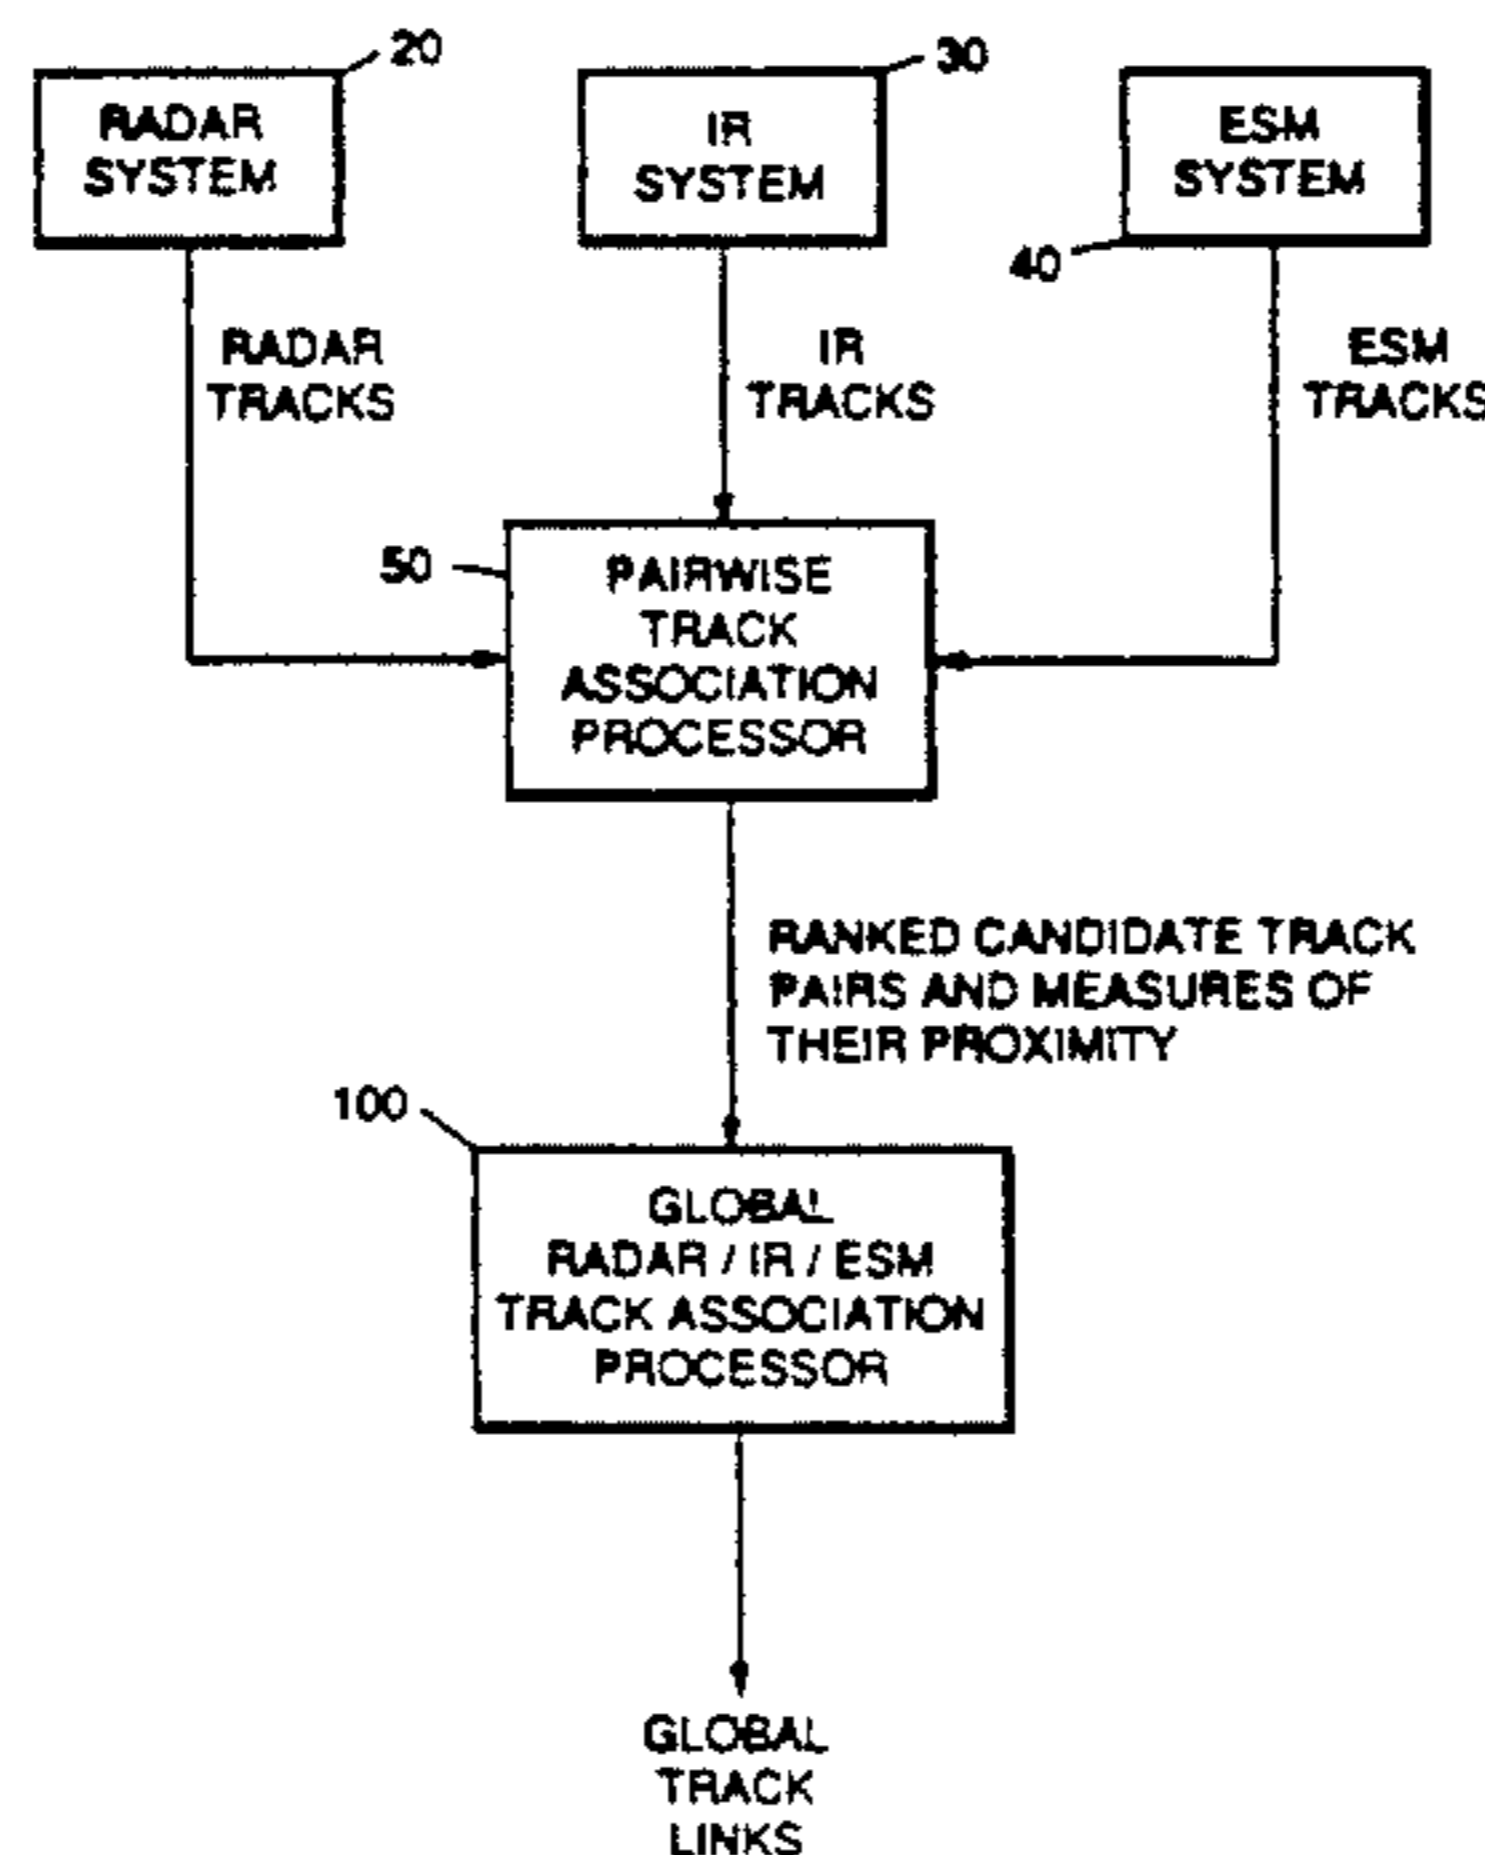 20
RADAR
SYSTEM
30
IR
SYSTEM
ESM
SYSTEM
40
RADAR
TRACKS
IR
TRACKS
ESM
TRACKS
50
PAIRWISE
TRACK
ASSOCIATION
PROCESSOR
RANKED CANDIDATE TRACK
PAIRS AND MEASURES OF
THEIR PROXIMITY
100
GLOBAL
RADAR / IR / ESM
TRACK ASSOCIATION
PROCESSOR
GLOBAL
TRACK
LINKS